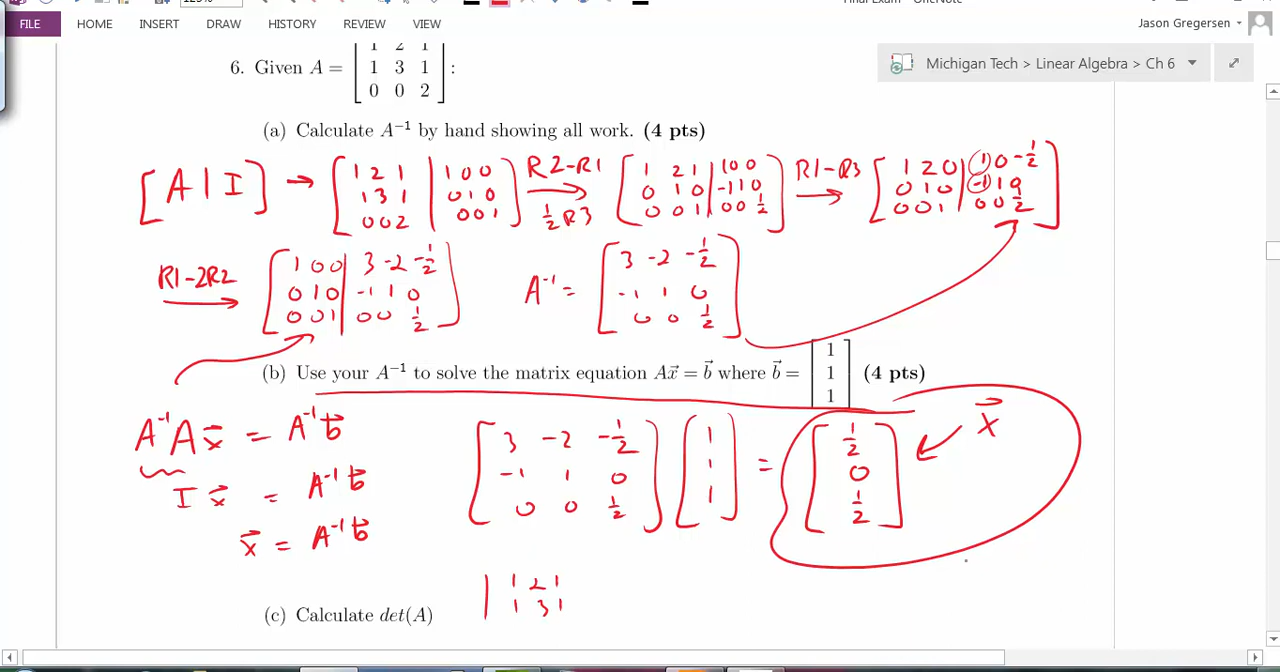 125%
Final Exam - OneNote
FILE HOME INSERT DRAW HISTORY REVIEW VIEW
Jason Gregersen
Michigan Tech > Linear Algebra > Ch 6
6. Given A = [1 2 1
1 3 1
0 0 2] :
(a) Calculate A⁻¹ by hand showing all work. (4 pts)
[A | I] → [1 2 1 | 1 0 0
1 3 1 | 0 1 0
0 0 2 | 0 0 1]
R2-R1
½R3
[1 2 1 | 1 0 0
0 1 0 | -1 1 0
0 0 1 | 0 0 ½]
R1-R3
[1 2 0 | 1 0 -½
0 1 0 | -1 1 0
0 0 1 | 0 0 ½]
R1-2R2
[1 0 0 | 3 -2 -½
0 1 0 | -1 1 0
0 0 1 | 0 0 ½]
A⁻¹ = [3 -2 -½
-1 1 0
0 0 ½]
(b) Use your A⁻¹ to solve the matrix equation Ax⃗ = b⃗ where b⃗ = [1
1
1] (4 pts)
A⁻¹Ax⃗ = A⁻¹b⃗
Ix⃗ = A⁻¹b⃗
x⃗ = A⁻¹b⃗
[3 -2 -½
-1 1 0
0 0 ½]
[1
1
1]
= [½
0
½]
x⃗
(c) Calculate det(A)
| 1 2 1
1 3 1